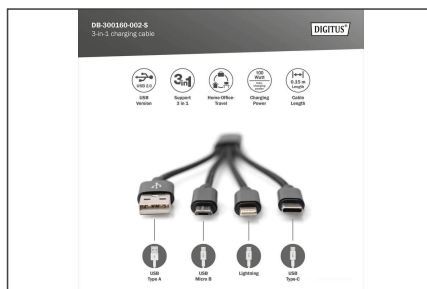 DB-300160-002-S
3-in-1 charging cable
DIGITUS®
USB 2.0
3in1
100
Watt
0.15 m
Length
USB
Version
Support
3 in 1
Home-Office-
Travel
Charging
Power
Cable
Length
USB
Type A
USB
Micro B
Lightning
USB
Type-C